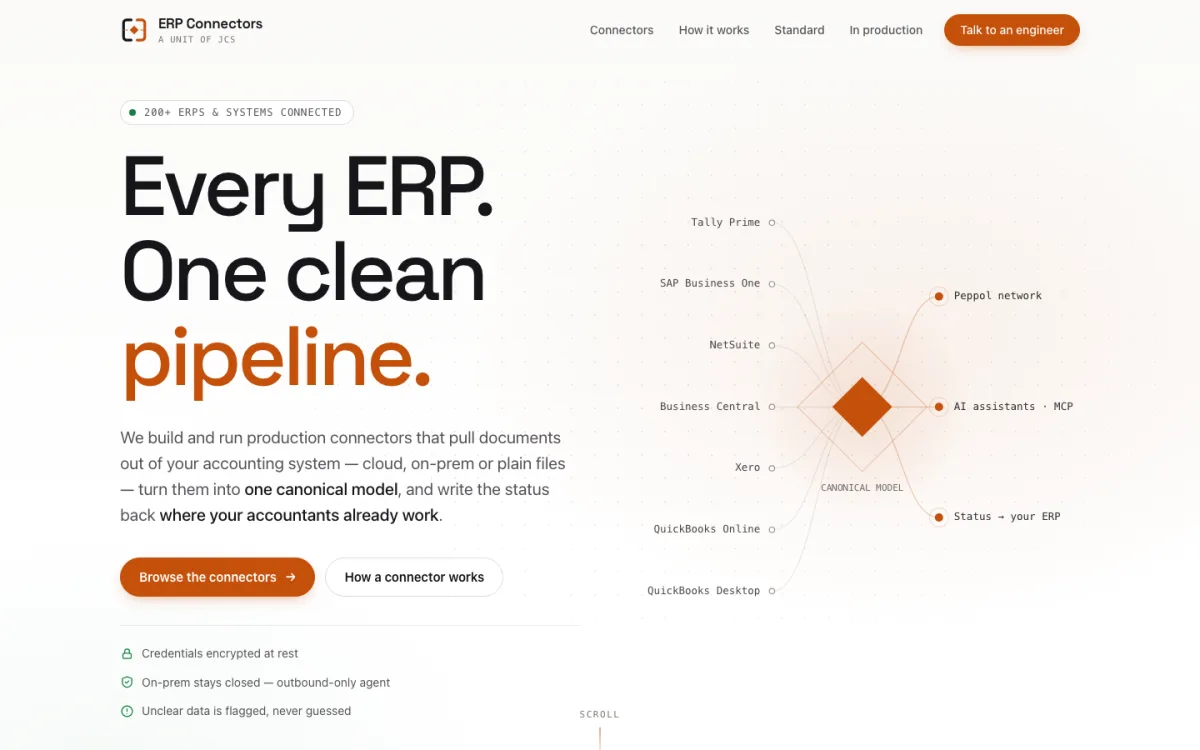 ERP Connectors
A UNIT OF JCS
Connectors
How it works
Standard
In production
Talk to an engineer
200+ ERPS & SYSTEMS CONNECTED
Every ERP.
One clean
pipeline.
We build and run production connectors that pull documents
out of your accounting system — cloud, on-prem or plain files
— turn them into one canonical model, and write the status
back where your accountants already work.
Browse the connectors →
How a connector works
Credentials encrypted at rest
On-prem stays closed — outbound-only agent
Unclear data is flagged, never guessed
Tally Prime
SAP Business One
NetSuite
Business Central
Xero
QuickBooks Online
QuickBooks Desktop
CANONICAL MODEL
Peppol network
AI assistants · MCP
Status → your ERP
SCROLL